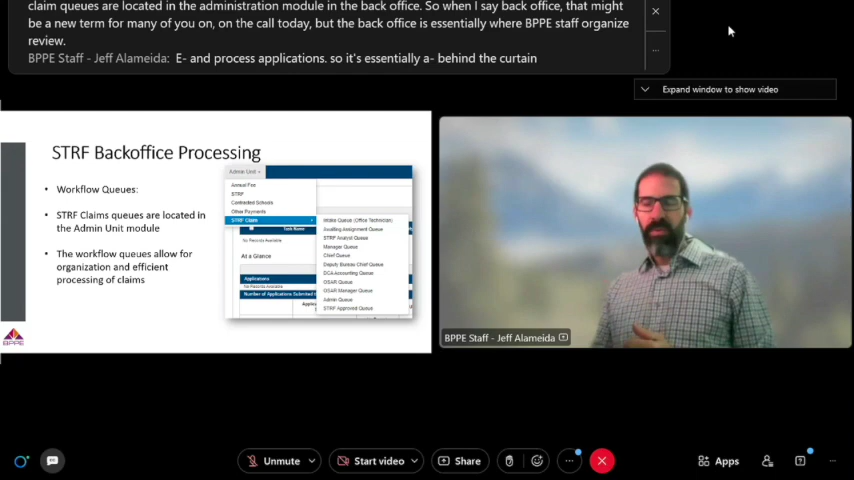 claim queues are located in the administration module in the back office. So when I say back office, that might
be a new term for many of you on, on the call today, but the back office is essentially where BPPE staff organize
review.
BPPE Staff - Jeff Alameida: E- and process applications. so it's essentially a- behind the curtain
Expand window to show video
STRF Backoffice Processing
• Workflow Queues:
• STRF Claims queues are located in
the Admin Unit module
• The workflow queues allow for
organization and efficient
processing of claims
Admin Unit
Annual Fee
STRF
Contracted Schools
Other Payments
STRF Claim
Intake Queue (Office Technician)
Awaiting Assignment Queue
STRF Analyst Queue
Manager Queue
Chief Queue
Deputy Bureau Chief Queue
DCA Accounting Queue
OSAR Queue
OSAR Manager Queue
Admin Queue
STRF Approved Queue
Task Name
No Records Available
At a Glance
Applications
No Records Available
Number of Applications Submitted
BPPE
BPPE Staff - Jeff Alameida
Unmute
Start video
Share
Apps